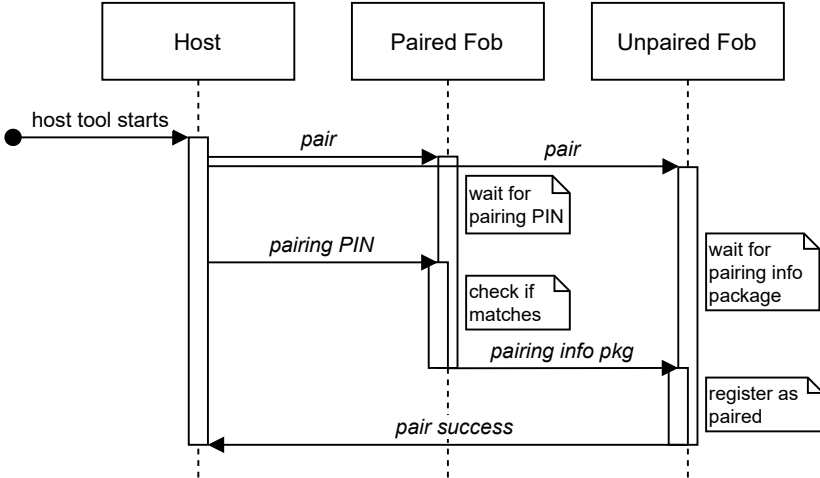 Host
Paired Fob
Unpaired Fob
host tool starts
pair
pair
wait for
pairing PIN
pairing PIN
wait for
pairing info
package
check if
matches
pairing info pkg
register as
paired
pair success